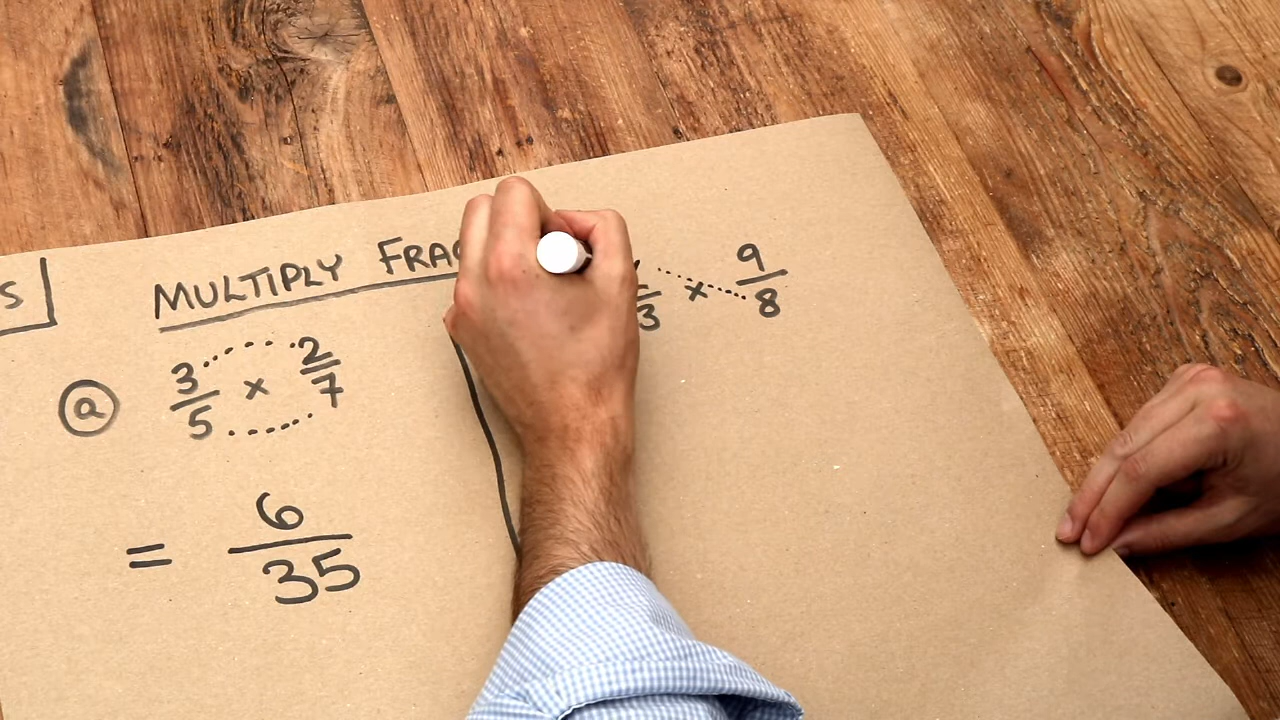 S
MULTIPLY FRAC
3/5 × 2/7
ⓐ
= 6/35
3 × 9/8